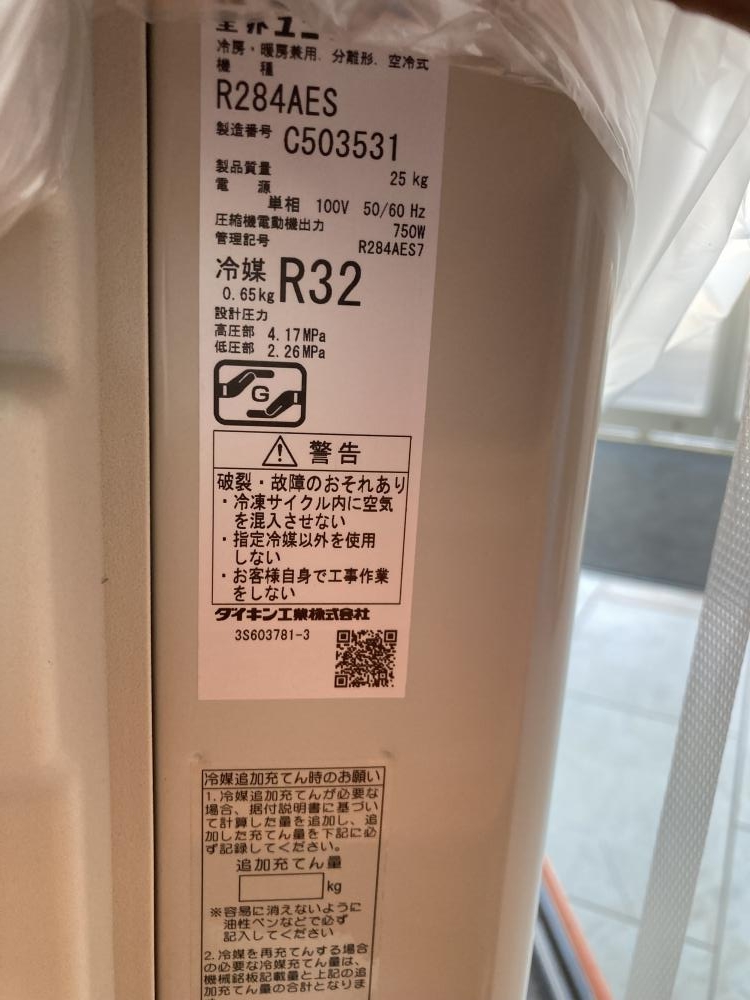 室外ユニ
冷房・暖房兼用、分離形、空冷式
機種
R284AES
製造番号 C503531
製品質量 25 kg
電源
単相 100V 50/60 Hz
圧縮機電動機出力 750W
管理記号 R284AES7
冷媒 R32
0.65kg
設計圧力
高圧部 4.17MPa
低圧部 2.26MPa
G
警告
破裂・故障のおそれあり
・冷凍サイクル内に空気
を混入させない
・指定冷媒以外を使用
しない
・お客様自身で工事作業
をしない
ダイキン工業株式会社
3S603781-3
冷媒追加充てん時のお願い
1.冷媒追加充てんが必要な
場合、据付説明書に基づい
て計算した量を追加し、追
加した充てん量を下記に必
ず記録してください。
追加充てん量
kg
※容易に消えないように
油性ペンなどで必ず
記入してください
2.冷媒を再充てんする場合
の必要な冷媒充てん量は、
機械銘板記載量と上記の追
加充てん量の合計となりま